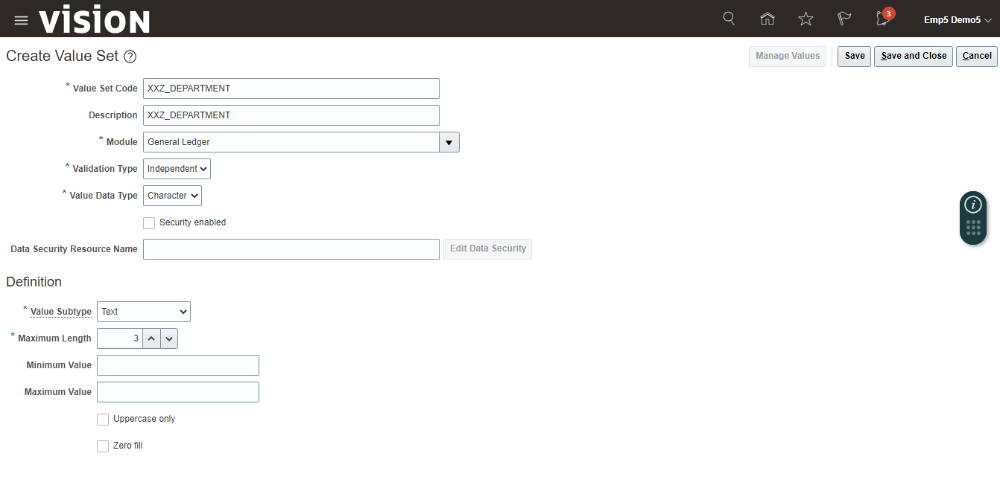 vision
3
Emp5 Demo5
Create Value Set ?
Manage Values
Save
Save and Close
Cancel
* Value Set Code XXZ_DEPARTMENT
Description XXZ_DEPARTMENT
* Module General Ledger
* Validation Type Independent
* Value Data Type Character
Security enabled
Data Security Resource Name
Edit Data Security
i
Definition
* Value Subtype Text
* Maximum Length 3
Minimum Value
Maximum Value
Uppercase only
Zero fill